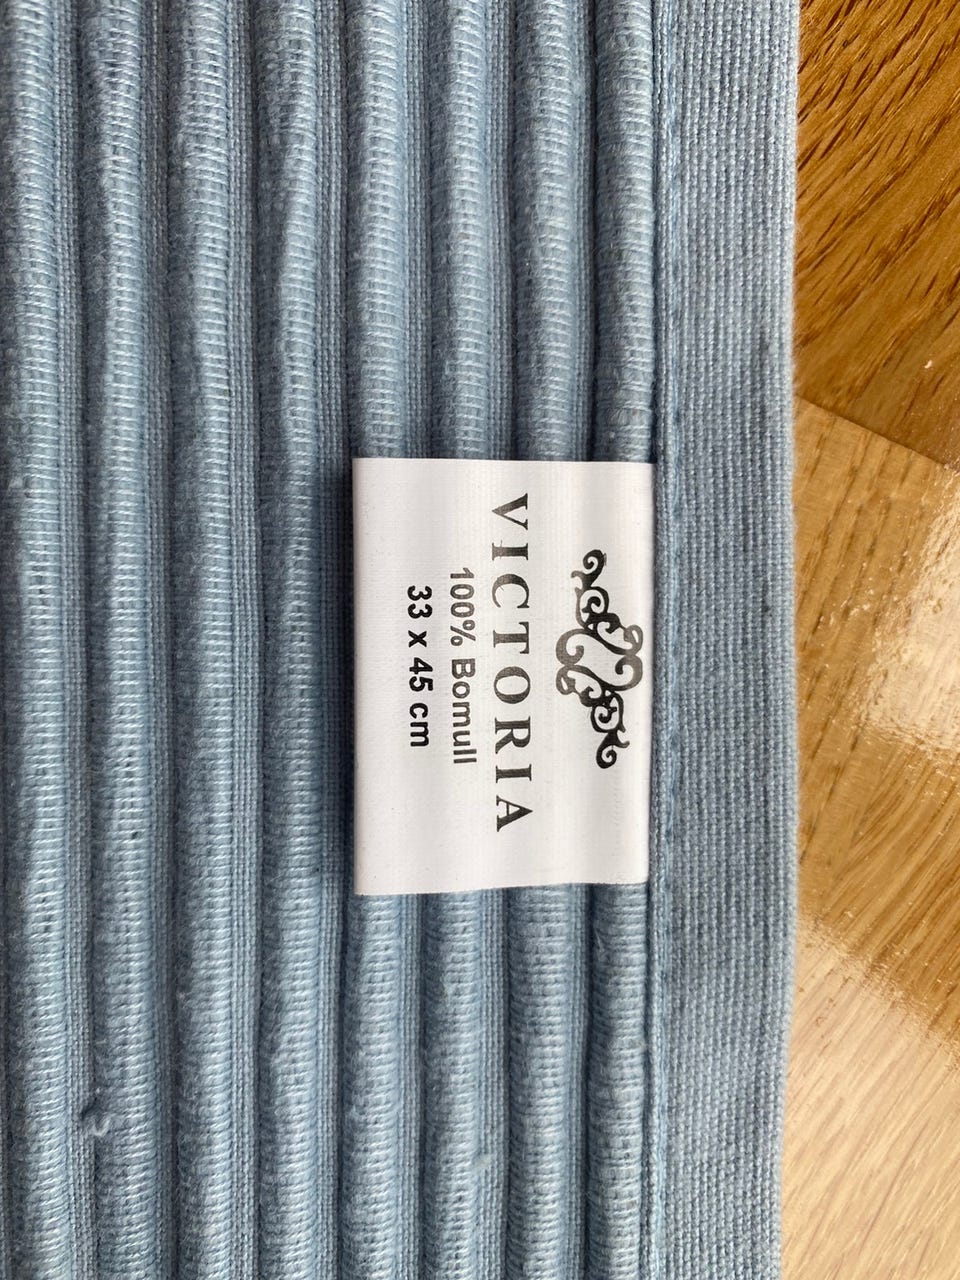 VICTORIA
100% Bomull
33 x 45 cm